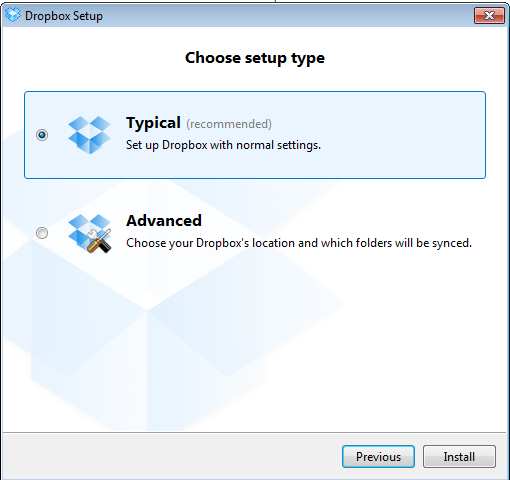 Dropbox Setup
Choose setup type
Typical (recommended)
Set up Dropbox with normal settings.
Advanced
Choose your Dropbox's location and which folders will be synced.
Previous Install